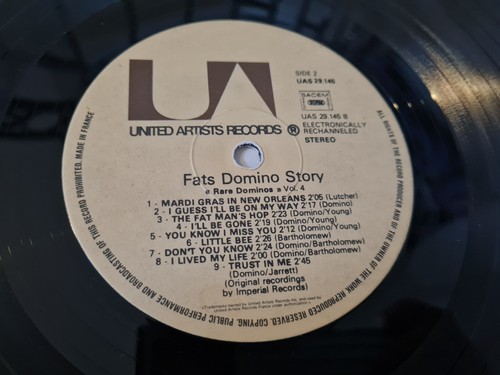 UA
UNITED ARTISTS RECORDS ®
SIDE 2
UAS 29.146
SACEM
UAS 29.145 B
ELECTRONICALLY
RECHANNELED
STEREO
Fats Domino Story
« Rare Dominos » Vol. 4
1 - MARDI GRAS IN NEW ORLEANS 2'05 (Lutcher)
2 - I GUESS I'LL BE ON MY WAY 2'17 (Domino)
3 - THE FAT MAN'S HOP 2'23 (Domino/Young)
4 - I'LL BE GONE 2'19 (Domino/Young)
5 - YOU KNOW I MISS YOU 2'12 (Domino/Young)
6 - LITTLE BEE 2'26 (Bartholomew)
7 - DON'T YOU KNOW 2'24 (Domino/Bartholomew)
8 - I LIVED MY LIFE 2'00 (Domino/Bartholomew)
9 - TRUST IN ME 2'45
(Domino/Jarrett)
(Original recordings
by Imperial Records)
ALL RIGHTS OF THE RECORD PRODUCER AND OF THE OWNER OF THE WORK REPRODUCED RESERVED. COPYING, PUBLIC PERFORMANCE AND BROADCASTING OF THIS RECORD PROHIBITED. MADE IN FRANCE